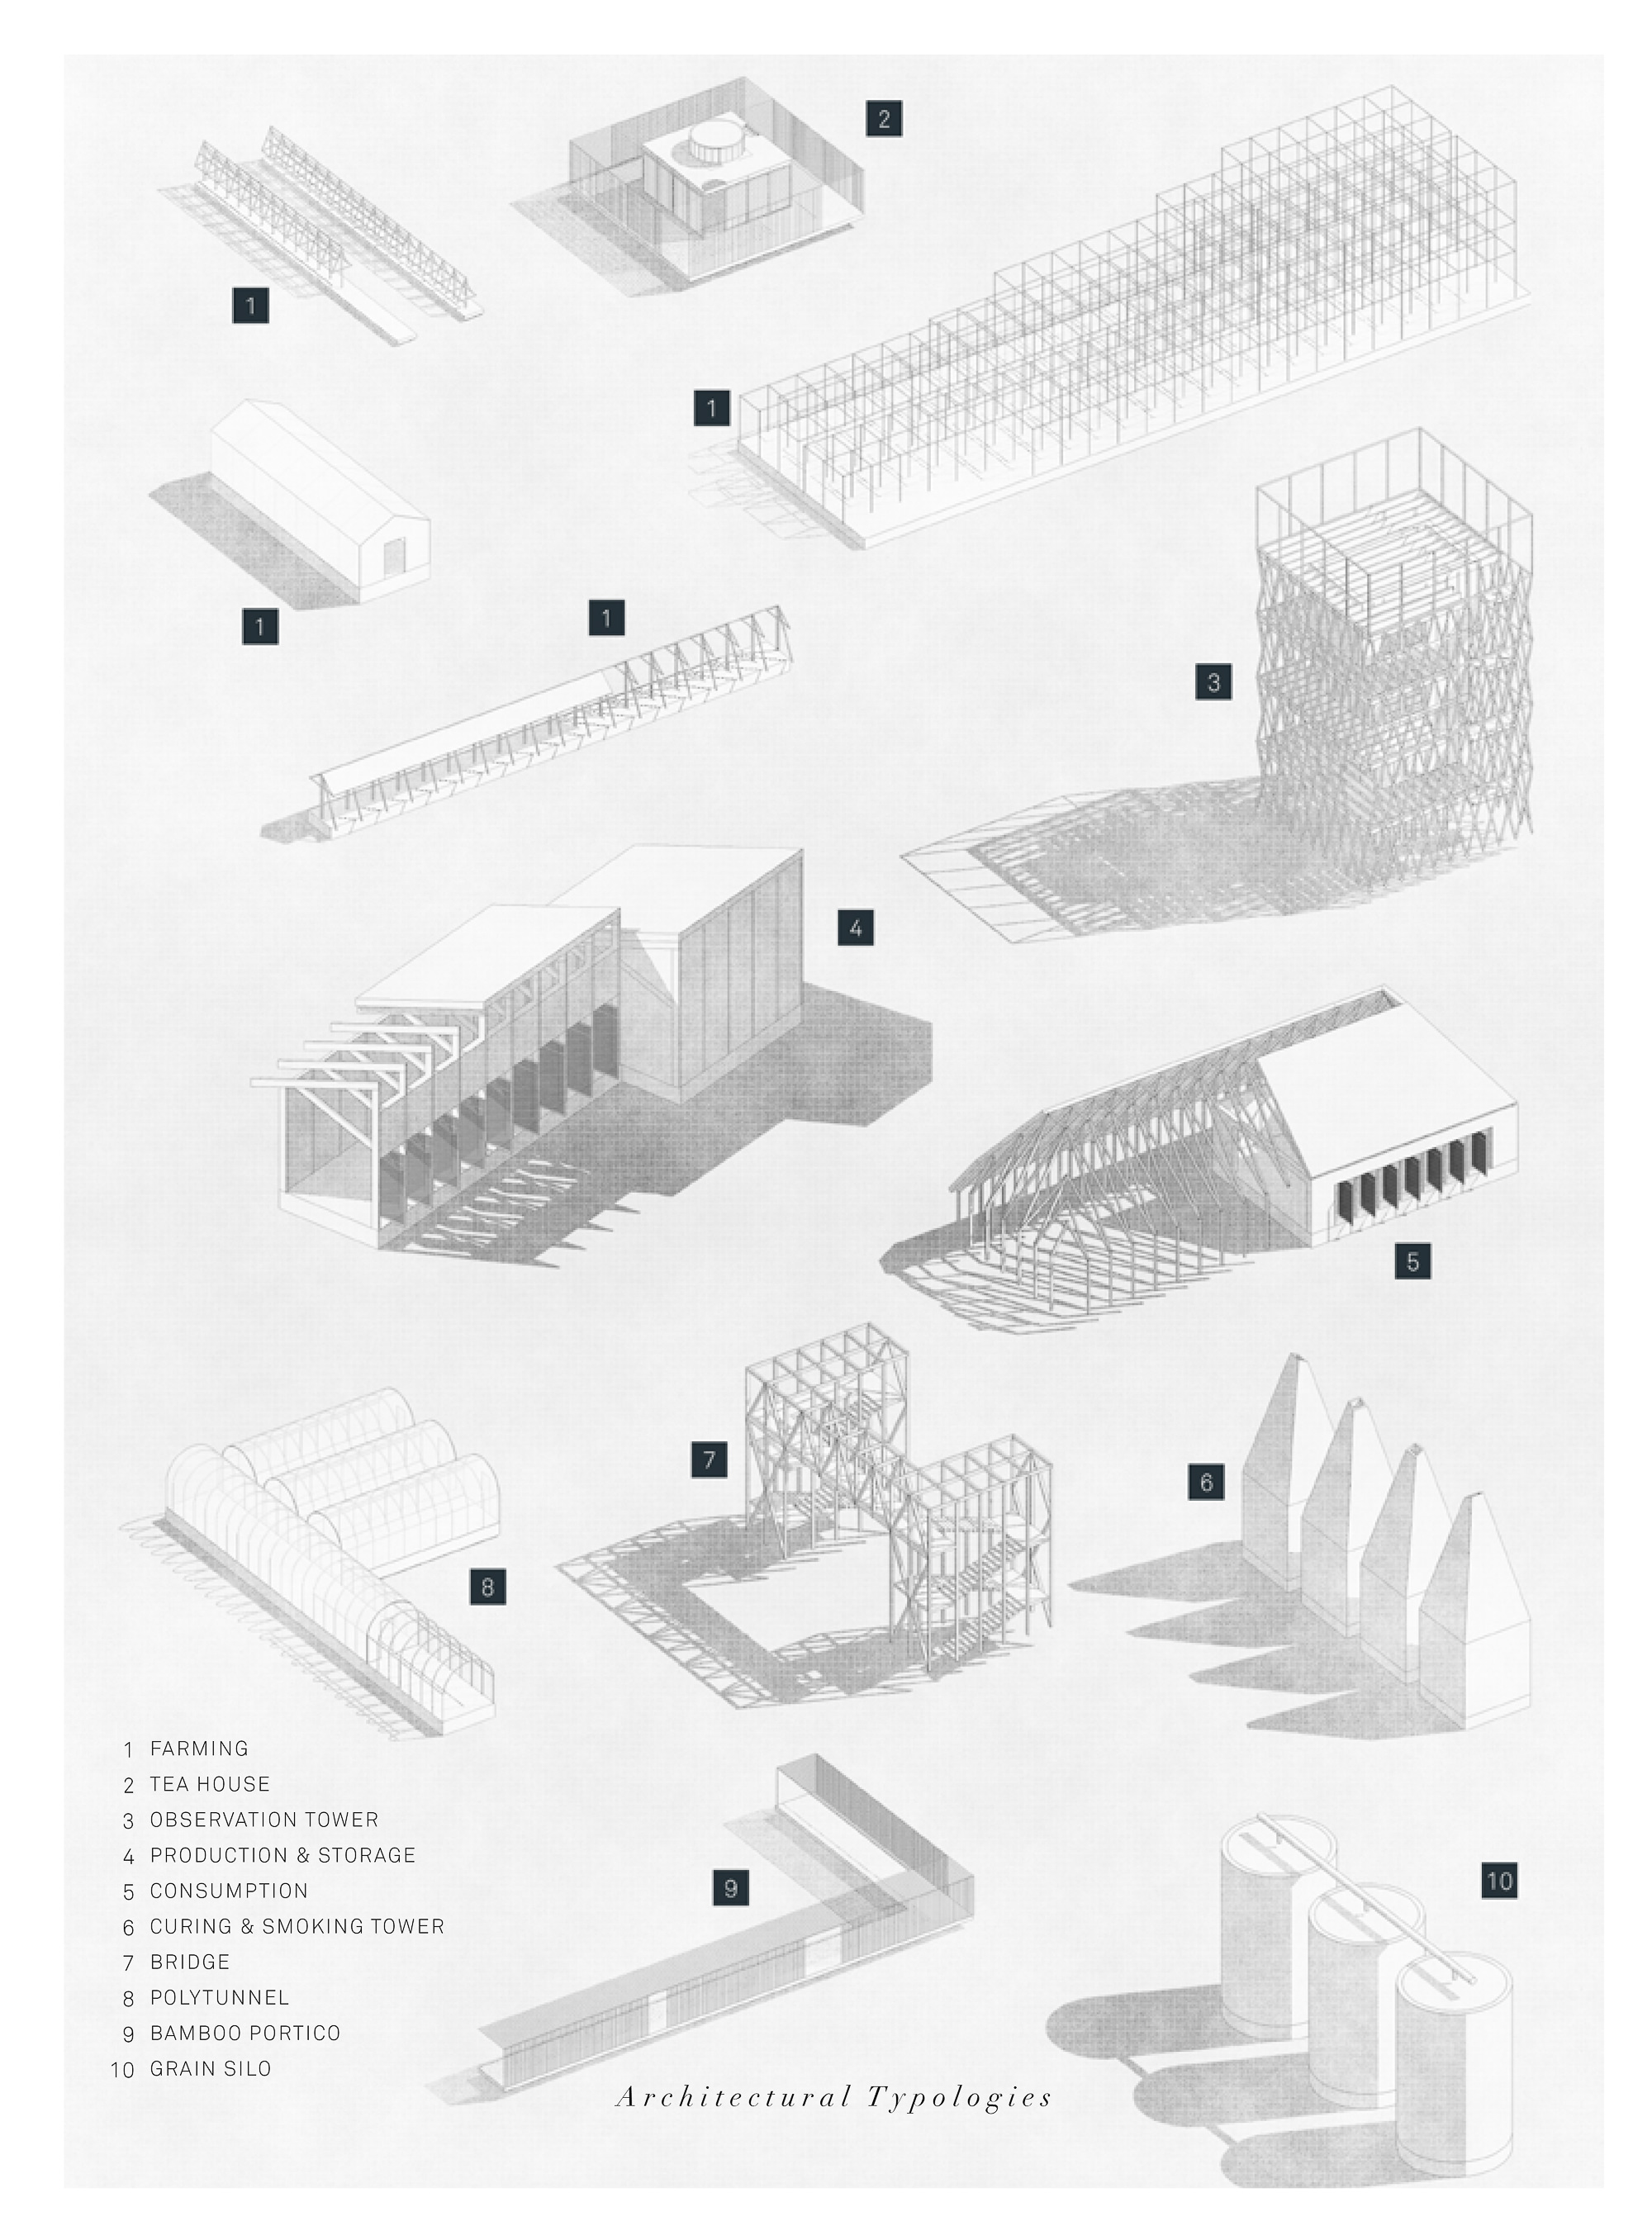 2
1
1
1
1
3
4
5
7
6
8
1 FARMING
2 TEA HOUSE
3 OBSERVATION TOWER
4 PRODUCTION & STORAGE
5 CONSUMPTION
6 CURING & SMOKING TOWER
7 BRIDGE
8 POLYTUNNEL
9 BAMBOO PORTICO
10 GRAIN SILO
9
10
Architectural Typologies